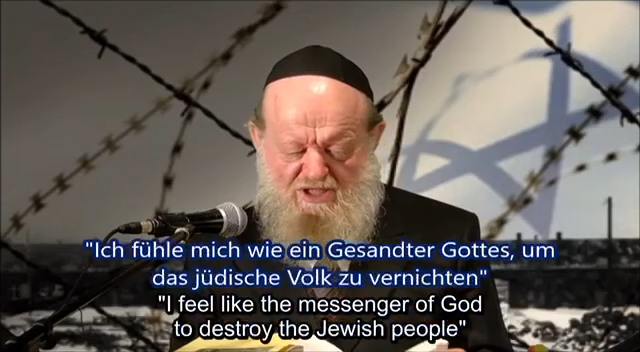 "Ich fühle mich wie ein Gesandter Gottes, um
das jüdische Volk zu vernichten"
"I feel like the messenger of God
to destroy the Jewish people"